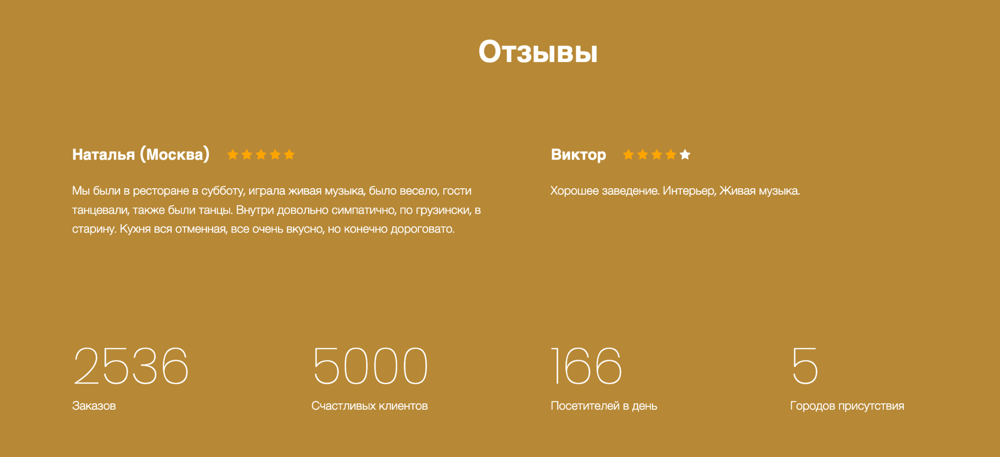 Отзывы
Наталья (Москва)
Виктор
Мы были в ресторане в субботу, играла живая музыка, было весело, гости
танцевали, также были танцы. Внутри довольно симпатично, по грузински, в
старину. Кухня вся отменная, все очень вкусно, но конечно дороговато.
Хорошее заведение. Интерьер, Живая музыка.
2536
Заказов
5000
Счастливых клиентов
166
Посетителей в день
5
Городов присутствия